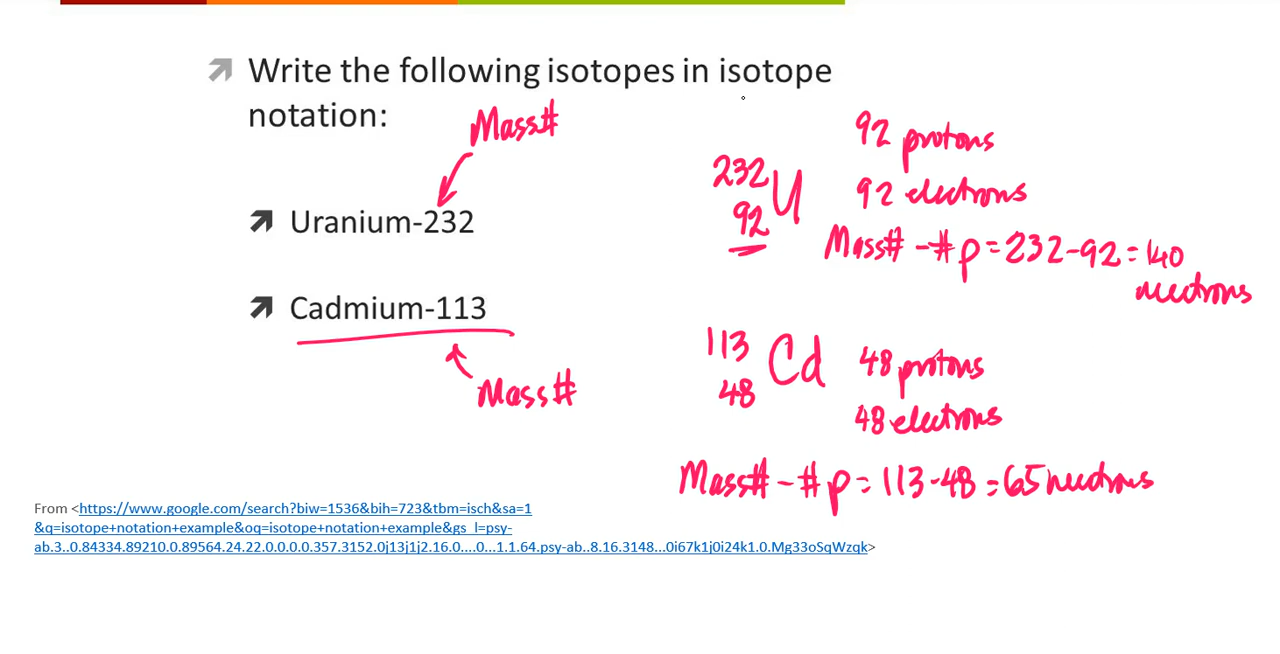 Write the following isotopes in isotope
notation:
Mass#
Uranium-232
Cadmium-113
Mass#
232
92 U
92 protons
92 electrons
Mass# - # p = 232-92 = 140
neutrons
113
48 Cd
48 protons
48 electrons
Mass# - # p = 113-48 = 65 neutrons
From <https://www.google.com/search?biw=1536&bih=723&tbm=isch&sa=1
&q=isotope+notation+example&oq=isotope+notation+example&gs_l=psy-
ab.3..0.84334.89210.0.89564.24.22.0.0.0.0.357.3152.0j13j1j2.16.0....0...1.1.64.psy-ab..8.16.3148...0i67k1j0i24k1.0.Mg33oSqWzqk>